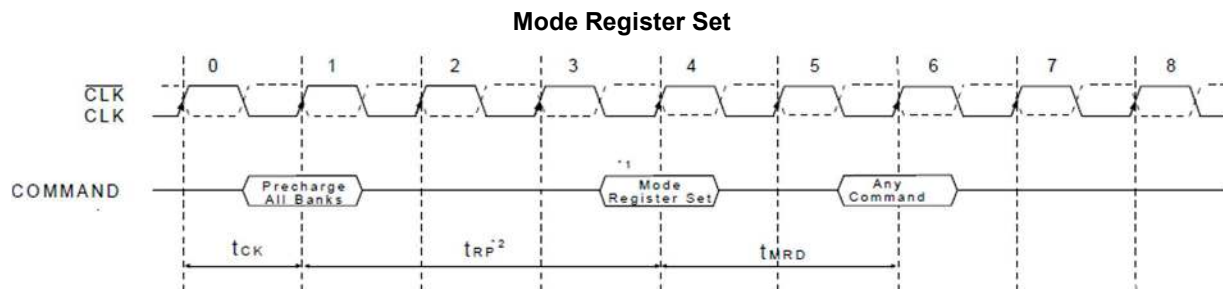 Mode Register Set
0 1 2 3 4 5 6 7 8
CLK
CLK
COMMAND
Precharge
All Banks
*1
Mode
Register Set
Any
Command
tCK
tRP*2
tMRD